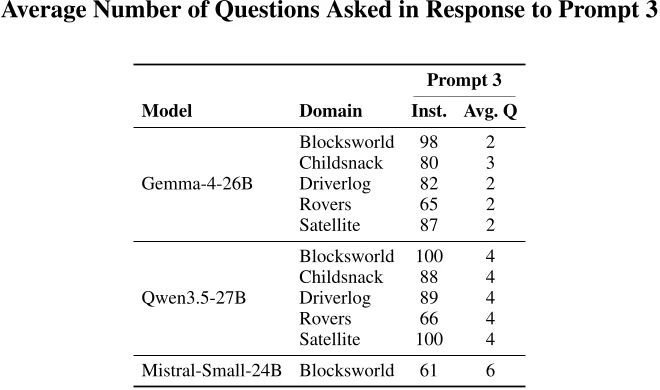 Average Number of Questions Asked in Response to Prompt 3
Prompt 3
Model Domain Inst. Avg. Q
Blocksworld 98 2
Childsnack 80 3
Gemma-4-26B Driverlog 82 2
Rovers 65 2
Satellite 87 2
Blocksworld 100 4
Childsnack 88 4
Qwen3.5-27B Driverlog 89 4
Rovers 66 4
Satellite 100 4
Mistral-Small-24B Blocksworld 61 6